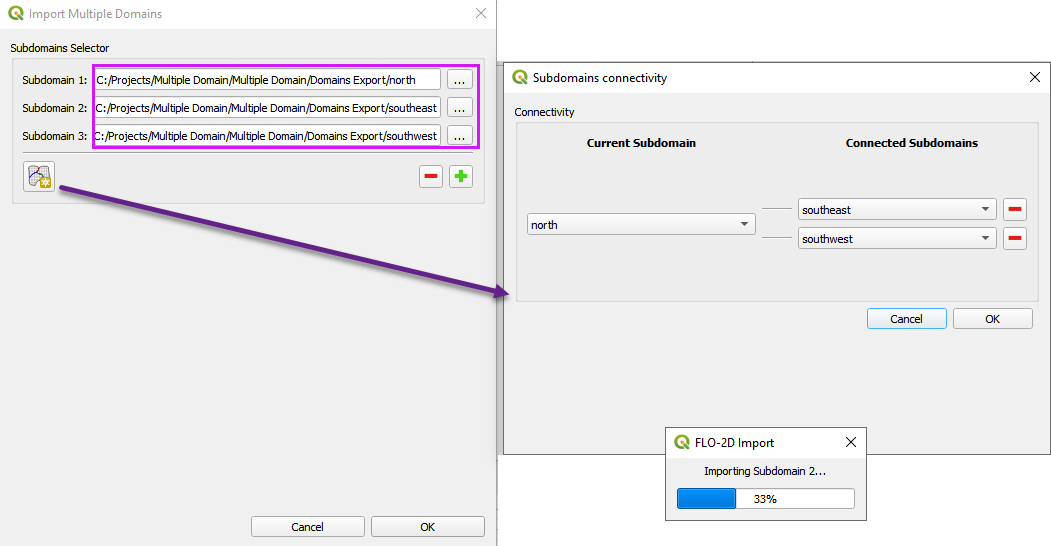 Import Multiple Domains
Subdomains Selector
Subdomain 1: C:/Projects/Multiple Domain/Multiple Domain/Domains Export/north ...
Subdomain 2: C:/Projects/Multiple Domain/Multiple Domain/Domains Export/southeast ...
Subdomain 3: C:/Projects/Multiple Domain/Multiple Domain/Domains Export/southwest ...
Cancel OK
Subdomains connectivity
Connectivity
Current Subdomain Connected Subdomains
southeast
north
southwest
Cancel OK
FLO-2D Import
Importing Subdomain 2...
33%